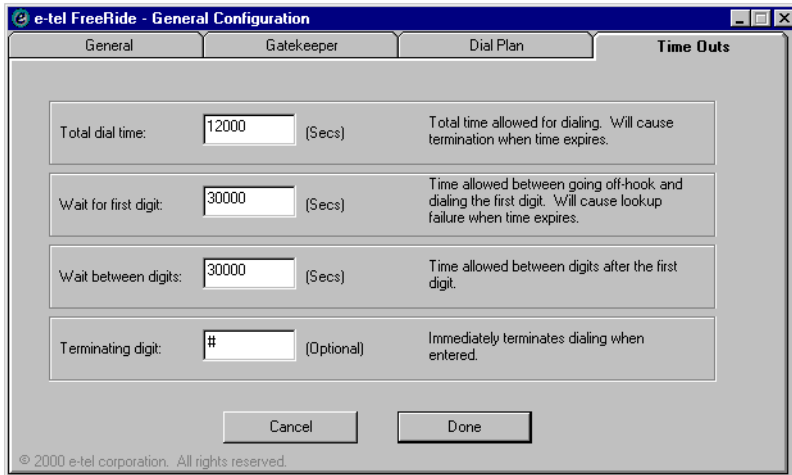 e-tel FreeRide - General Configuration
General Gatekeeper Dial Plan Time Outs
Total dial time: 12000 (Secs) Total time allowed for dialing. Will cause
termination when time expires.
Wait for first digit: 30000 (Secs) Time allowed between going off-hook and
dialing the first digit. Will cause lookup
failure when time expires.
Wait between digits: 30000 (Secs) Time allowed between digits after the first
digit.
Terminating digit: # (Optional) Immediately terminates dialing when
entered.
Cancel Done
© 2000 e-tel corporation. All rights reserved.